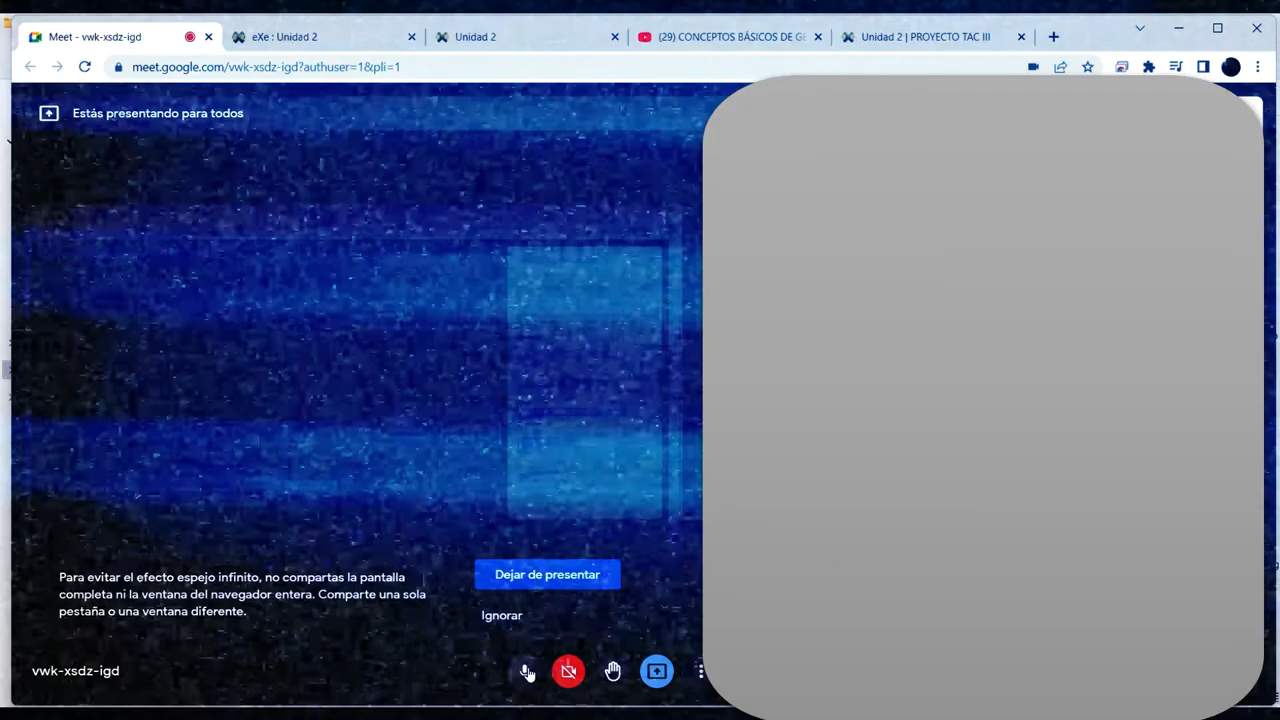 Meet - vwk-xsdz-igd
eXe : Unidad 2
Unidad 2
(29) CONCEPTOS BÁSICOS DE GE
Unidad 2 | PROYECTO TAC III
meet.google.com/vwk-xsdz-igd?authuser=1&pli=1
Estás presentando para todos
Para evitar el efecto espejo infinito, no compartas la pantalla
completa ni la ventana del navegador entera. Comparte una sola
pestaña o una ventana diferente.
Dejar de presentar
Ignorar
vwk-xsdz-igd